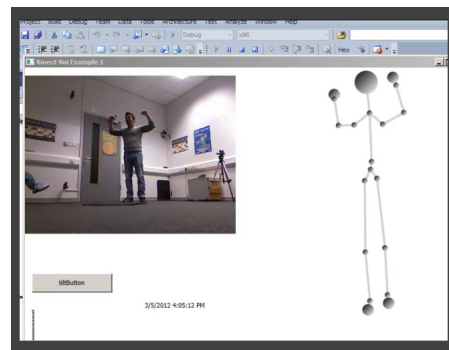 Project Build Debug Team Data Tools Architecture Test Analyze Window Help
Debug x86
Hex
Kinect Nui Example 1
tiltButton
3/5/2012 4:05:12 PM